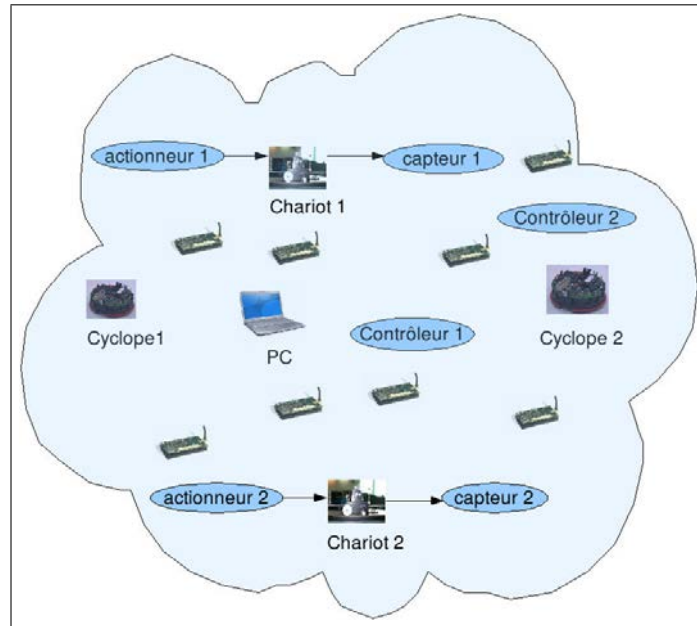 actionneur 1
capteur 1
Chariot 1
Contrôleur 2
Cyclope1
PC
Contrôleur 1
Cyclope 2
actionneur 2
capteur 2
Chariot 2